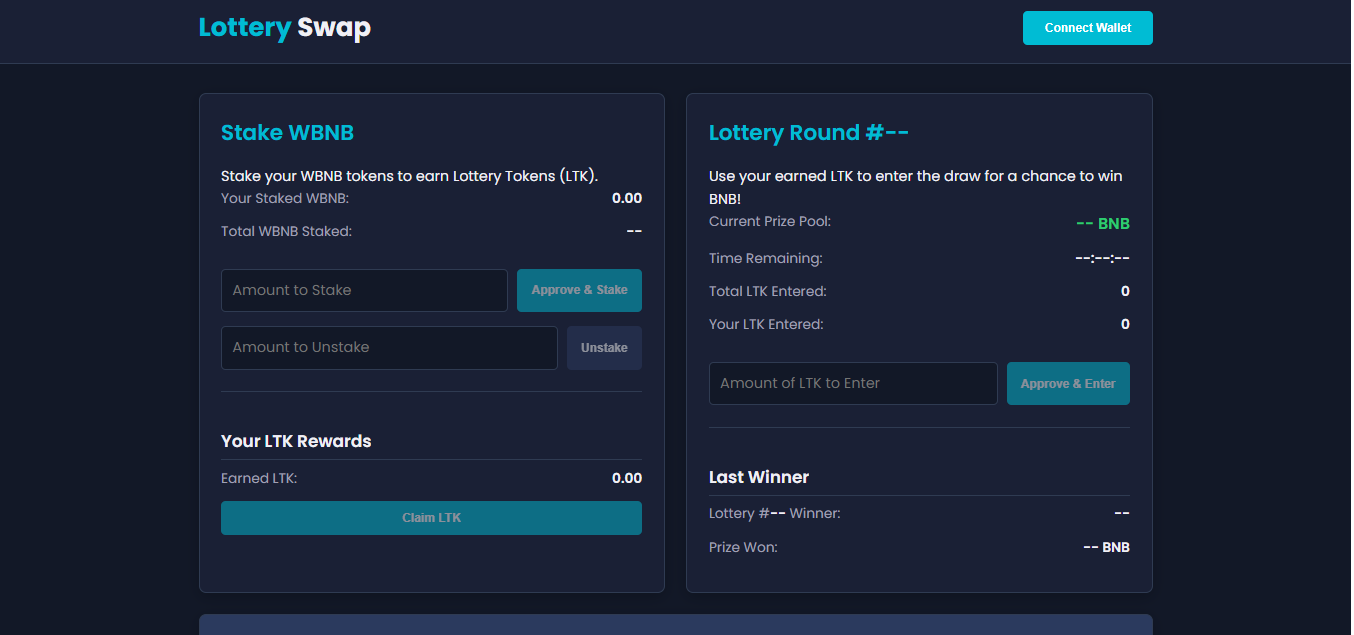 Lottery Swap
Connect Wallet
Stake WBNB
Stake your WBNB tokens to earn Lottery Tokens (LTK).
Your Staked WBNB: 0.00
Total WBNB Staked: --
Amount to Stake
Approve & Stake
Amount to Unstake
Unstake
Your LTK Rewards
Earned LTK: 0.00
Claim LTK
Lottery Round #--
Use your earned LTK to enter the draw for a chance to win
BNB!
Current Prize Pool: -- BNB
Time Remaining: --:--:--
Total LTK Entered: 0
Your LTK Entered: 0
Amount of LTK to Enter
Approve & Enter
Last Winner
Lottery #-- Winner: --
Prize Won: -- BNB